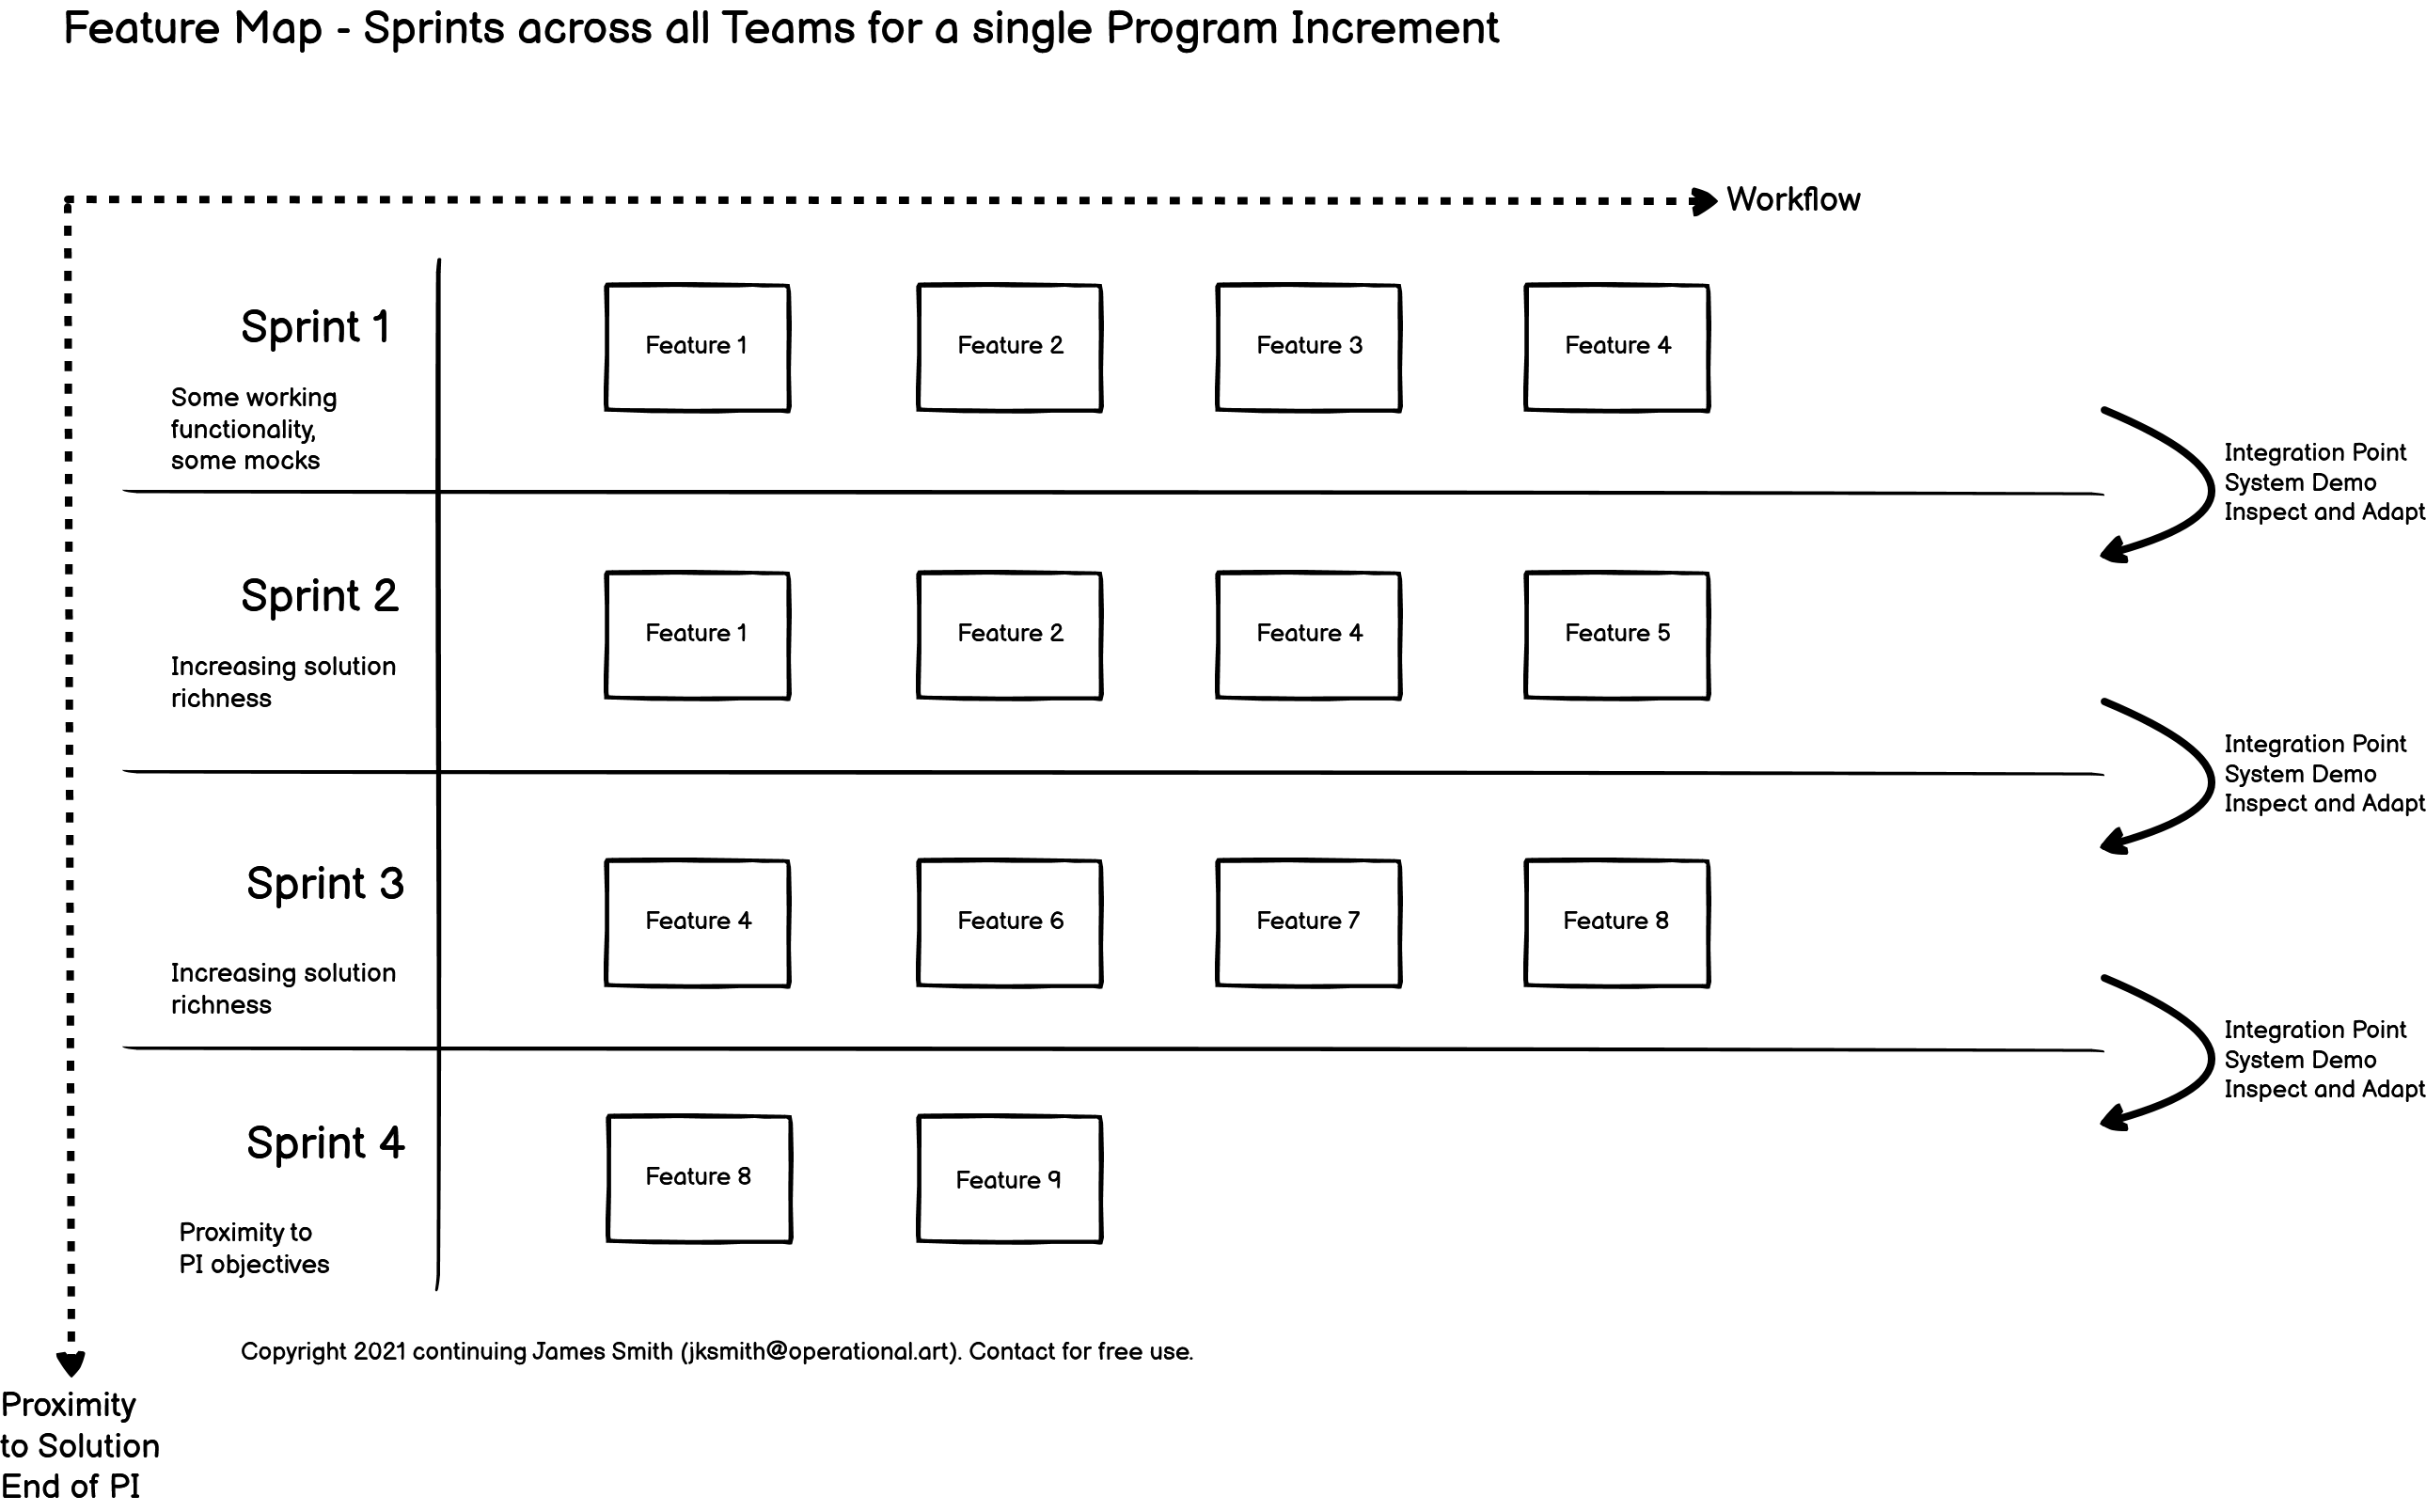 Feature Map - Sprints across all Teams for a single Program Increment
Workflow
Sprint 1
Some working
functionality,
some mocks
Feature 1
Feature 2
Feature 3
Feature 4
Integration Point
System Demo
Inspect and Adapt
Sprint 2
Increasing solution
richness
Feature 1
Feature 2
Feature 4
Feature 5
Integration Point
System Demo
Inspect and Adapt
Sprint 3
Increasing solution
richness
Feature 4
Feature 6
Feature 7
Feature 8
Integration Point
System Demo
Inspect and Adapt
Sprint 4
Proximity to
PI objectives
Feature 8
Feature 9
Copyright 2021 continuing James Smith (jksmith@operational.art). Contact for free use.
Proximity
to Solution
End of PI